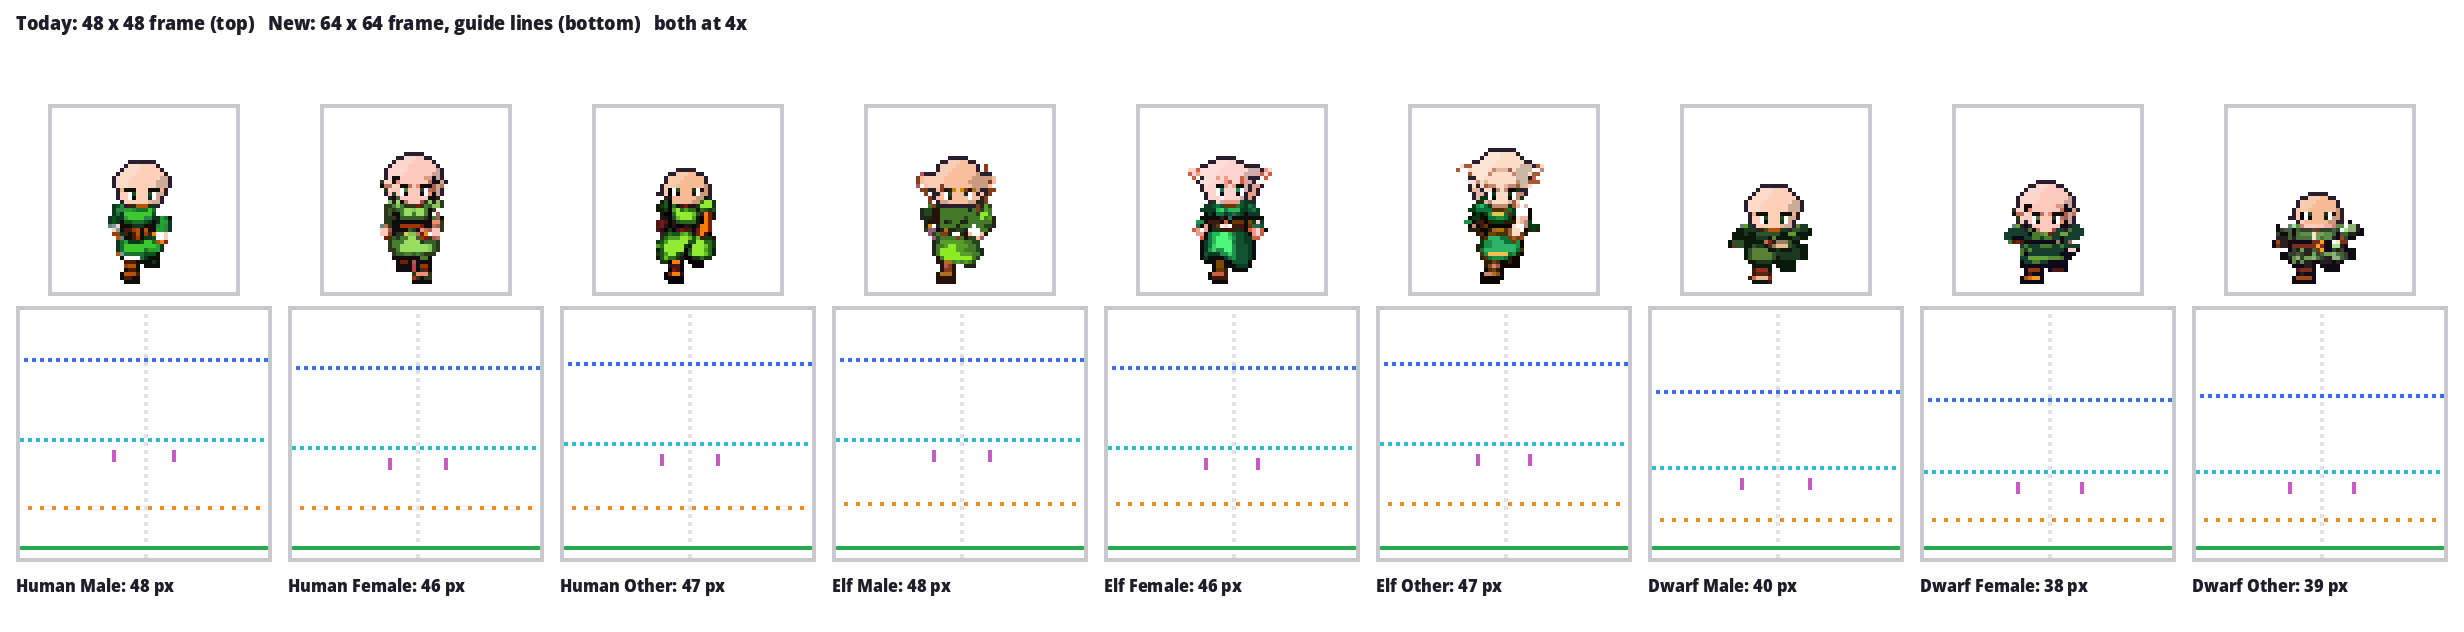 Today: 48 x 48 frame (top)   New: 64 x 64 frame, guide lines (bottom)   both at 4x
Human Male: 48 px
Human Female: 46 px
Human Other: 47 px
Elf Male: 48 px
Elf Female: 46 px
Elf Other: 47 px
Dwarf Male: 40 px
Dwarf Female: 38 px
Dwarf Other: 39 px